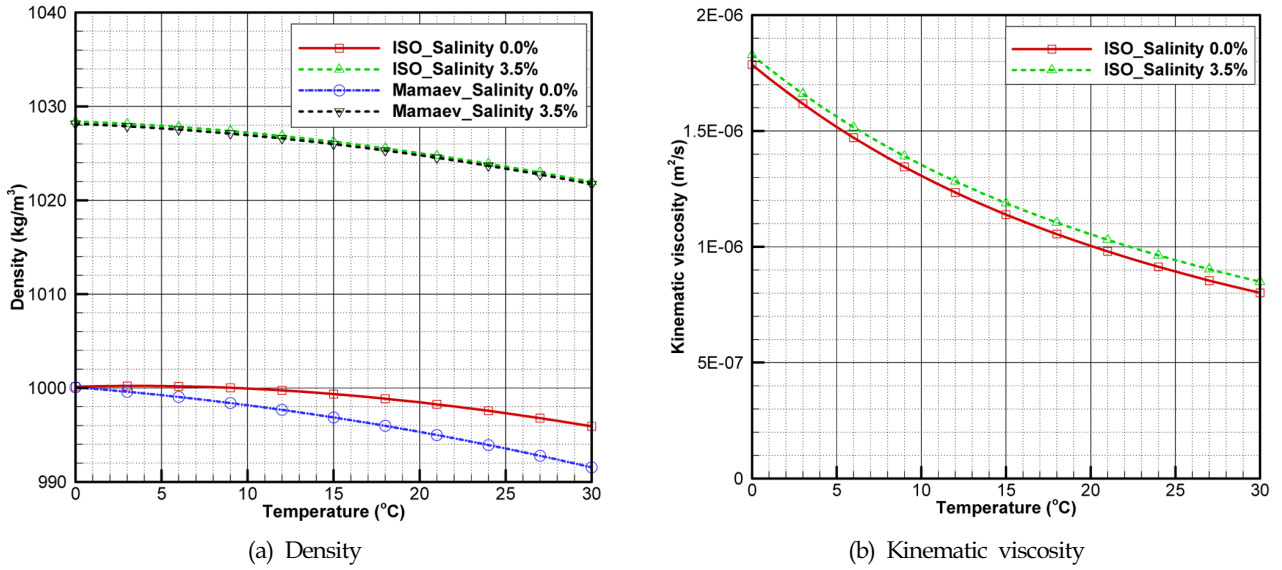 1040
1030
1020
1010
1000
990
Density (kg/m³)
0 5 10 15 20 25 30
Temperature (°C)
ISO_Salinity 0.0%
ISO_Salinity 3.5%
Mamaev_Salinity 0.0%
Mamaev_Salinity 3.5%
(a) Density
2E-06
1.5E-06
1E-06
5E-07
0
Kinematic viscosity (m²/s)
0 5 10 15 20 25 30
Temperature (°C)
ISO_Salinity 0.0%
ISO_Salinity 3.5%
(b) Kinematic viscosity